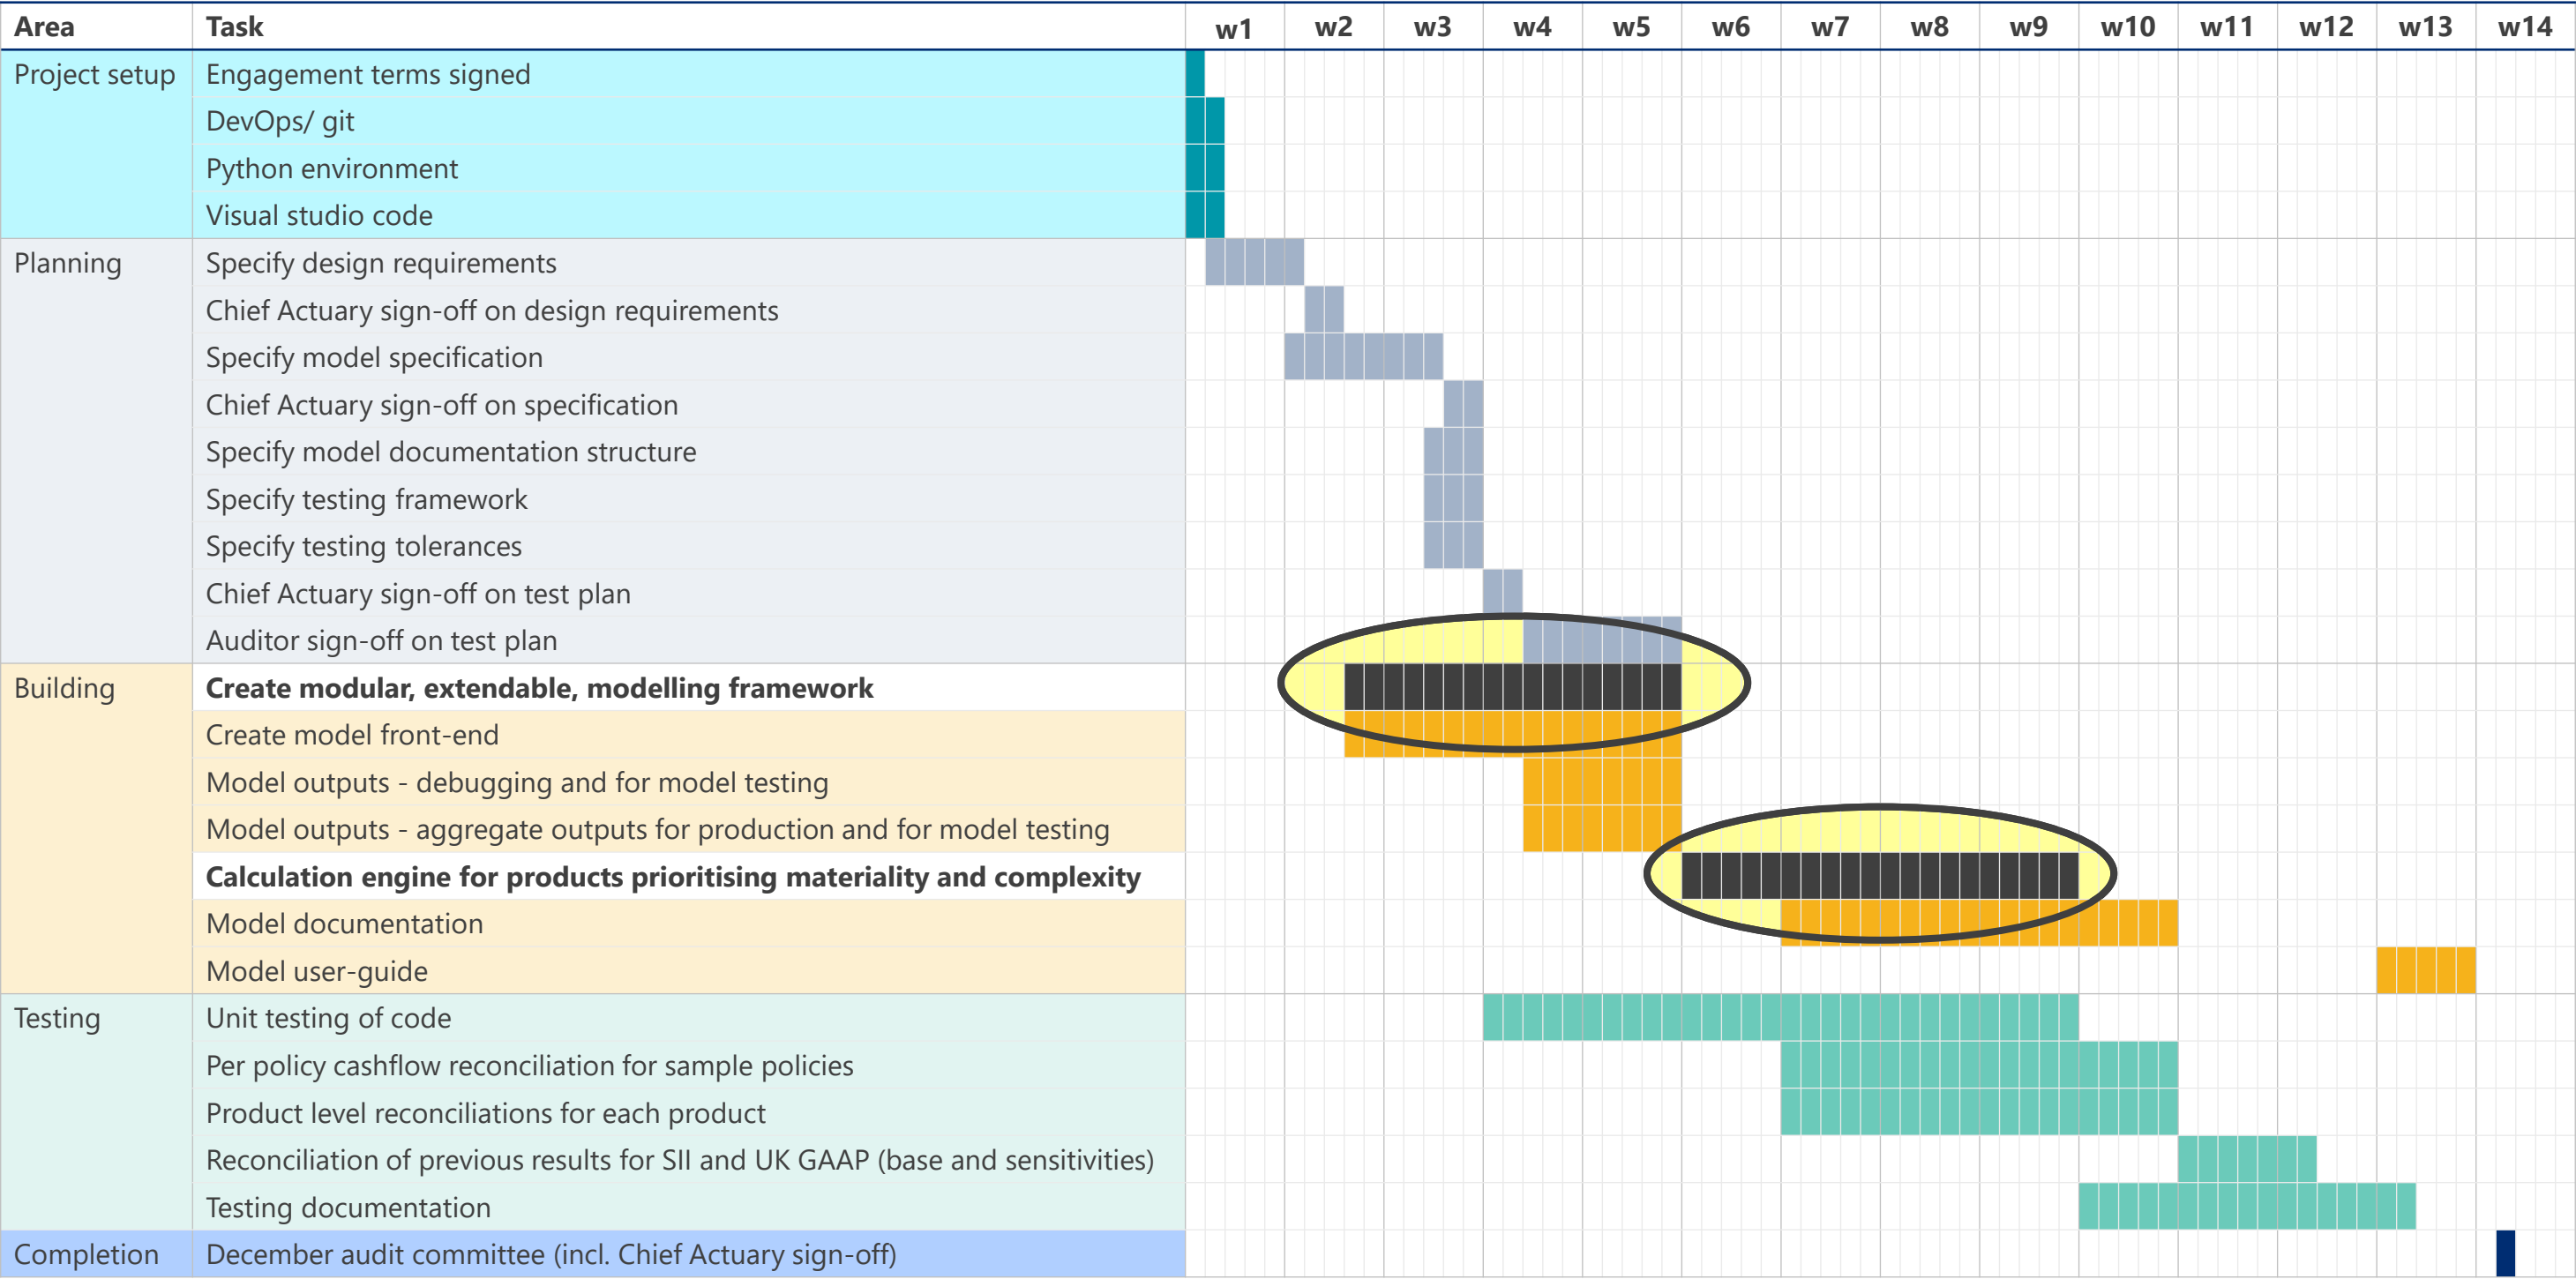 Area Task w1 w2 w3 w4 w5 w6 w7 w8 w9 w10 w11 w12 w13 w14
Project setup Engagement terms signed
DevOps/ git
Python environment
Visual studio code
Planning Specify design requirements
Chief Actuary sign-off on design requirements
Specify model specification
Chief Actuary sign-off on specification
Specify model documentation structure
Specify testing framework
Specify testing tolerances
Chief Actuary sign-off on test plan
Auditor sign-off on test plan
Building Create modular, extendable, modelling framework
Create model front-end
Model outputs - debugging and for model testing
Model outputs - aggregate outputs for production and for model testing
Calculation engine for products prioritising materiality and complexity
Model documentation
Model user-guide
Testing Unit testing of code
Per policy cashflow reconciliation for sample policies
Product level reconciliations for each product
Reconciliation of previous results for SII and UK GAAP (base and sensitivities)
Testing documentation
Completion December audit committee (incl. Chief Actuary sign-off)